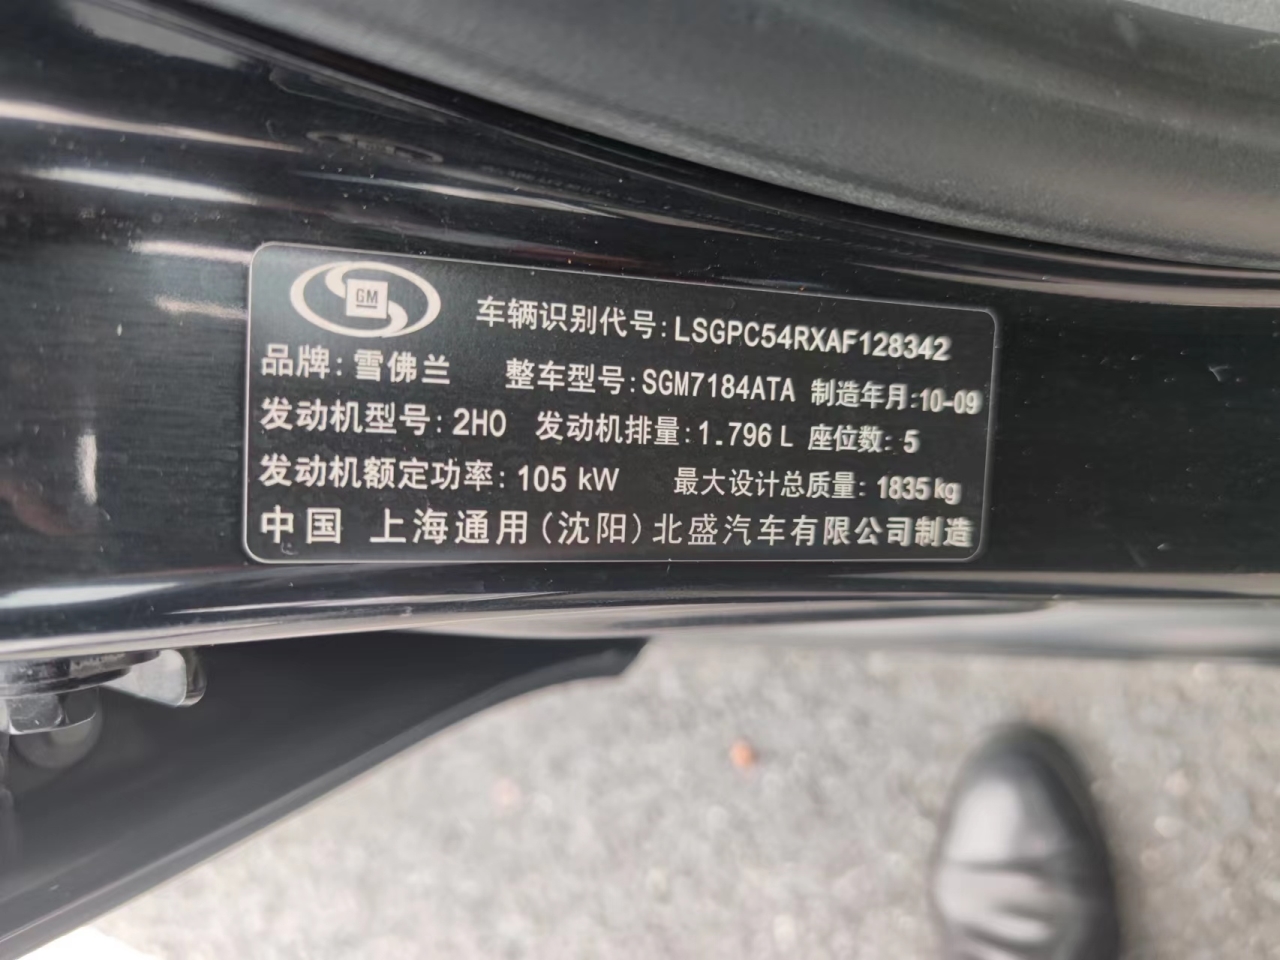 GM
车辆识别代号:LSGPC54RXAF128342
品牌:雪佛兰 整车型号:SGM7184ATA 制造年月:10-09
发动机型号:2H0 发动机排量:1.796 L 座位数: 5
发动机额定功率:105 kW 最大设计总质量: 1835kg
中国 上海通用(沈阳)北盛汽车有限公司制造